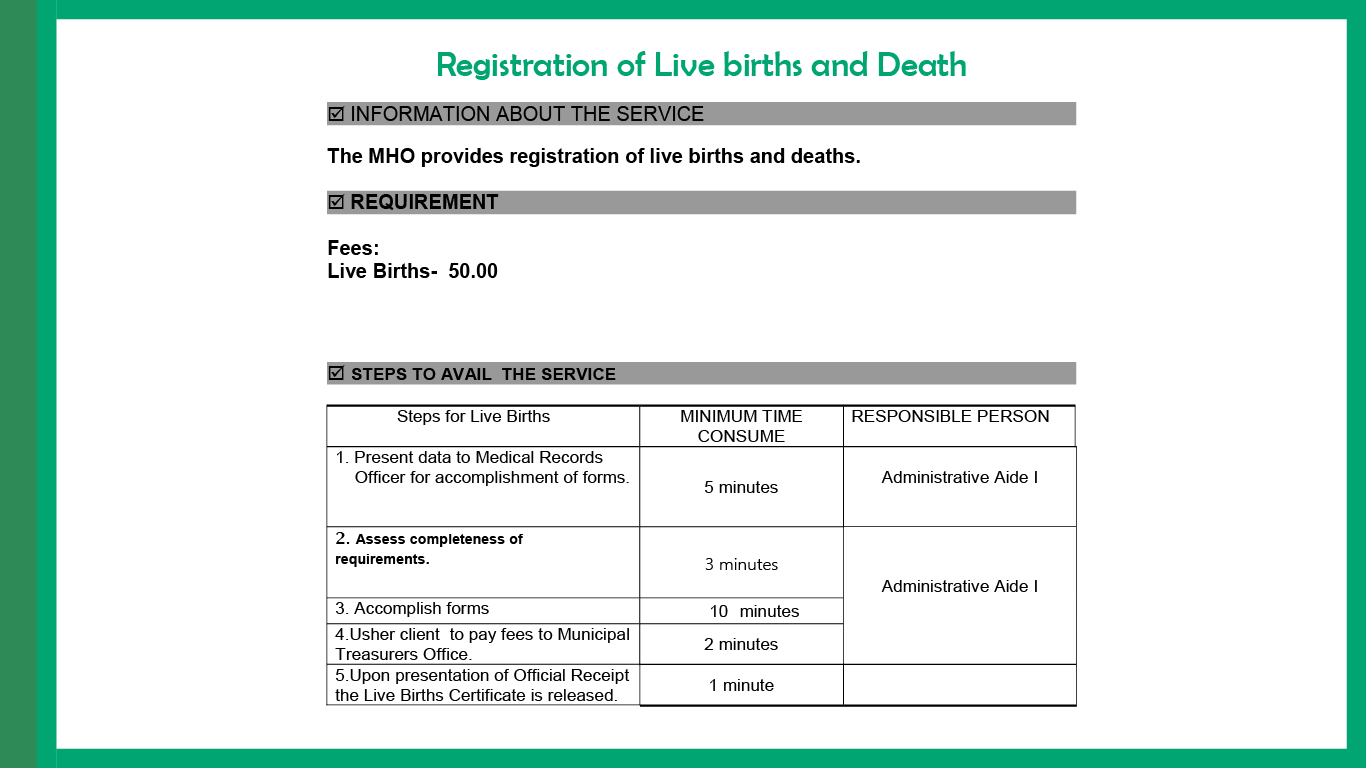 Registration of Live births and Death
☑ INFORMATION ABOUT THE SERVICE
The MHO provides registration of live births and deaths.
☑ REQUIREMENT
Fees:
Live Births-  50.00
☑ STEPS TO AVAIL  THE SERVICE
Steps for Live Births
MINIMUM TIME
CONSUME
RESPONSIBLE PERSON
1. Present data to Medical Records
Officer for accomplishment of forms.
5 minutes
Administrative Aide I
2. Assess completeness of
requirements.
3 minutes
Administrative Aide I
3. Accomplish forms
10  minutes
4.Usher client  to pay fees to Municipal
Treasurers Office.
2 minutes
5.Upon presentation of Official Receipt
the Live Births Certificate is released.
1 minute